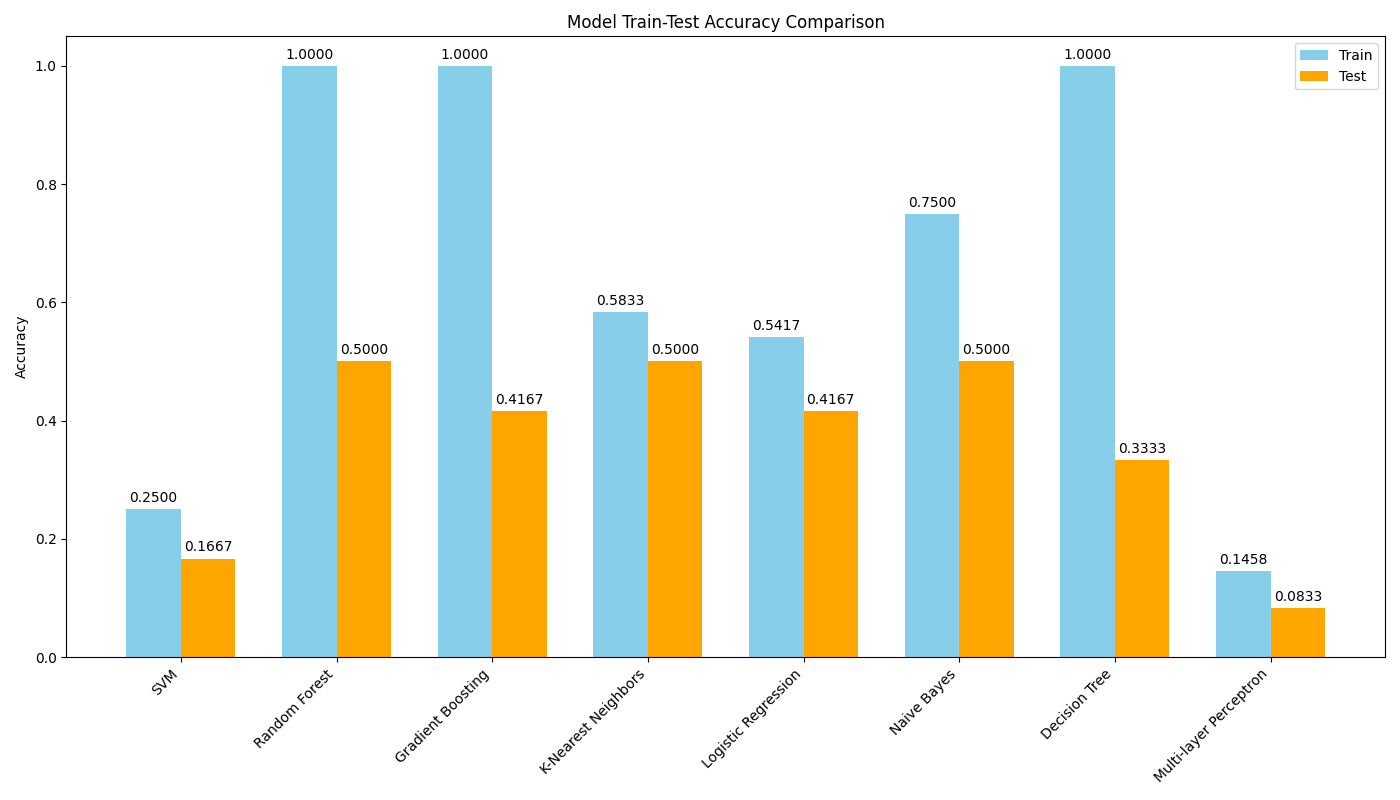 Model Train-Test Accuracy Comparison
Train
Test
Accuracy
1.0
0.8
0.6
0.4
0.2
0.0
0.2500
0.1667
1.0000
0.5000
1.0000
0.4167
0.5833
0.5000
0.5417
0.4167
0.7500
0.5000
1.0000
0.3333
0.1458
0.0833
SVM
Random Forest
Gradient Boosting
K-Nearest Neighbors
Logistic Regression
Naive Bayes
Decision Tree
Multi-layer Perceptron